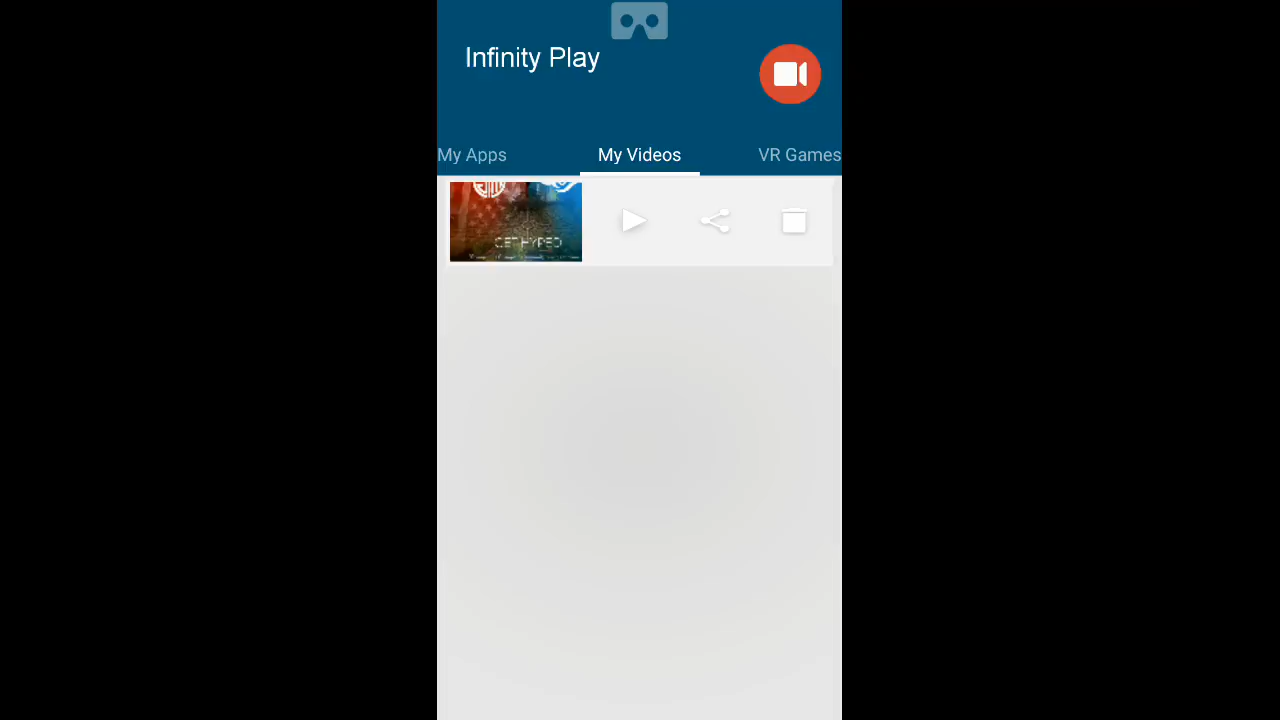 Infinity Play
My Apps
My Videos
VR Games
GET HYPED